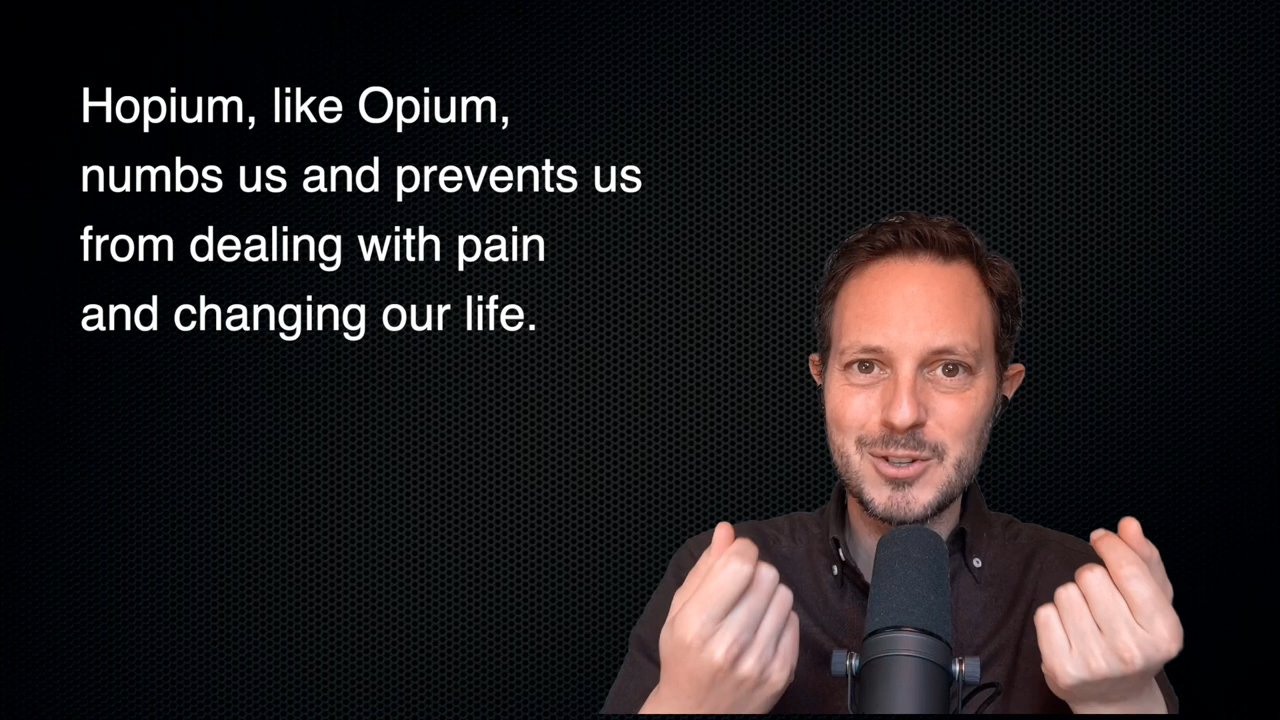 Hopium, like Opium,
numbs us and prevents us
from dealing with pain
and changing our life.